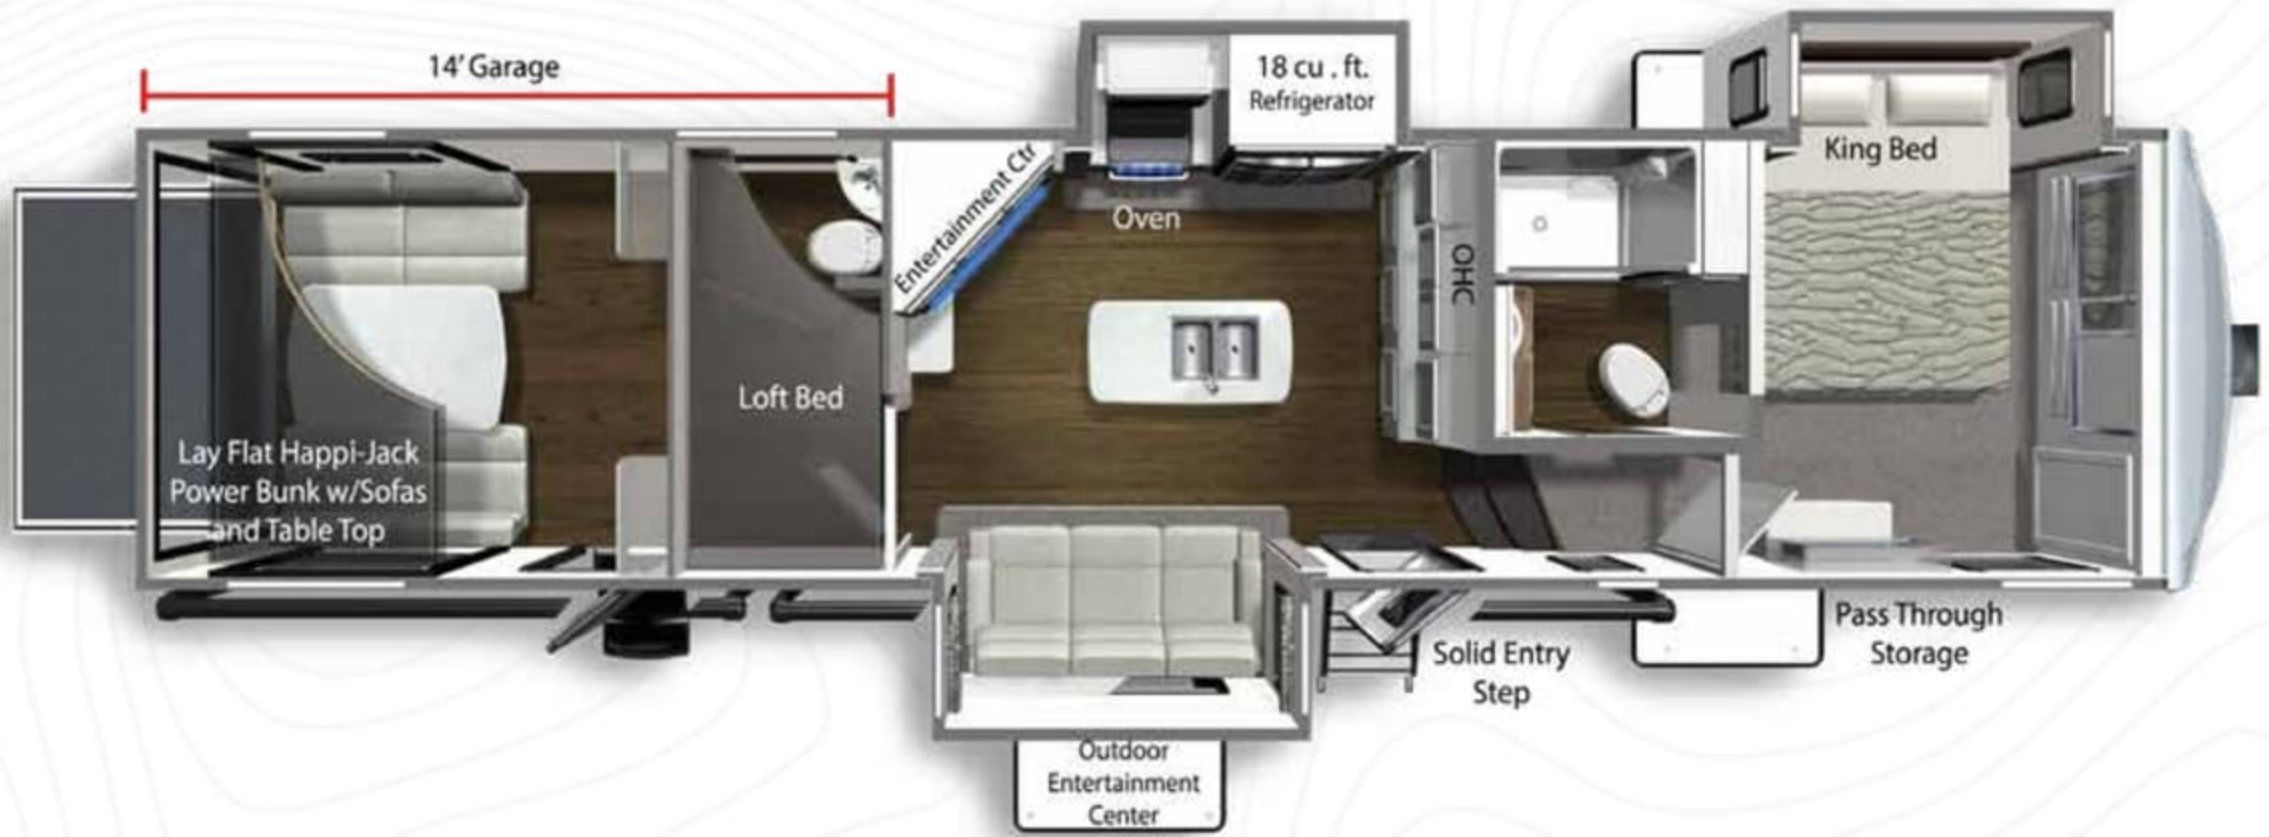 14' Garage
18 cu . ft.
Refrigerator
King Bed
Entertainment Ctr
Oven
OHC
Loft Bed
Lay Flat Happi-Jack
Power Bunk w/Sofas
and Table Top
Pass Through
Storage
Solid Entry
Step
Outdoor
Entertainment
Center